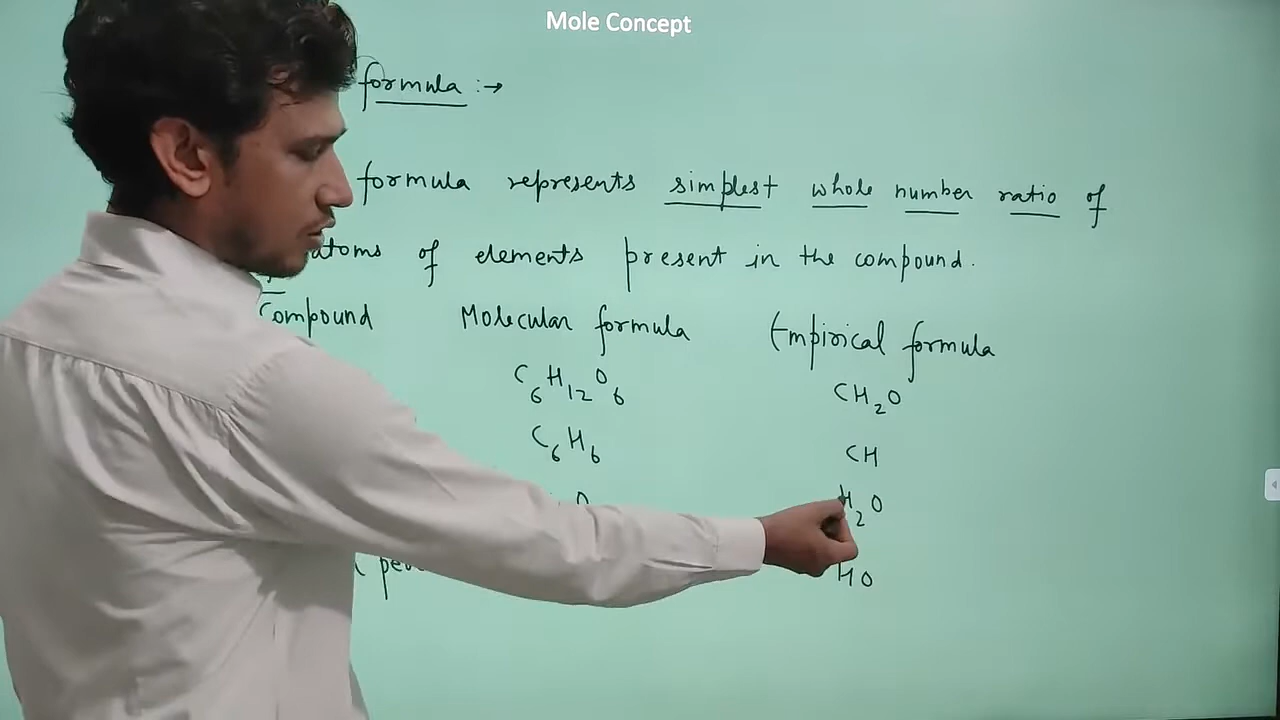 Mole Concept
formula :→
formula represents simplest whole number ratio of
atoms of elements present in the compound.
Compound Molecular formula Empirical formula
C₆H₁₂O₆ CH₂O
C₆H₆ CH
O H₂O
HO